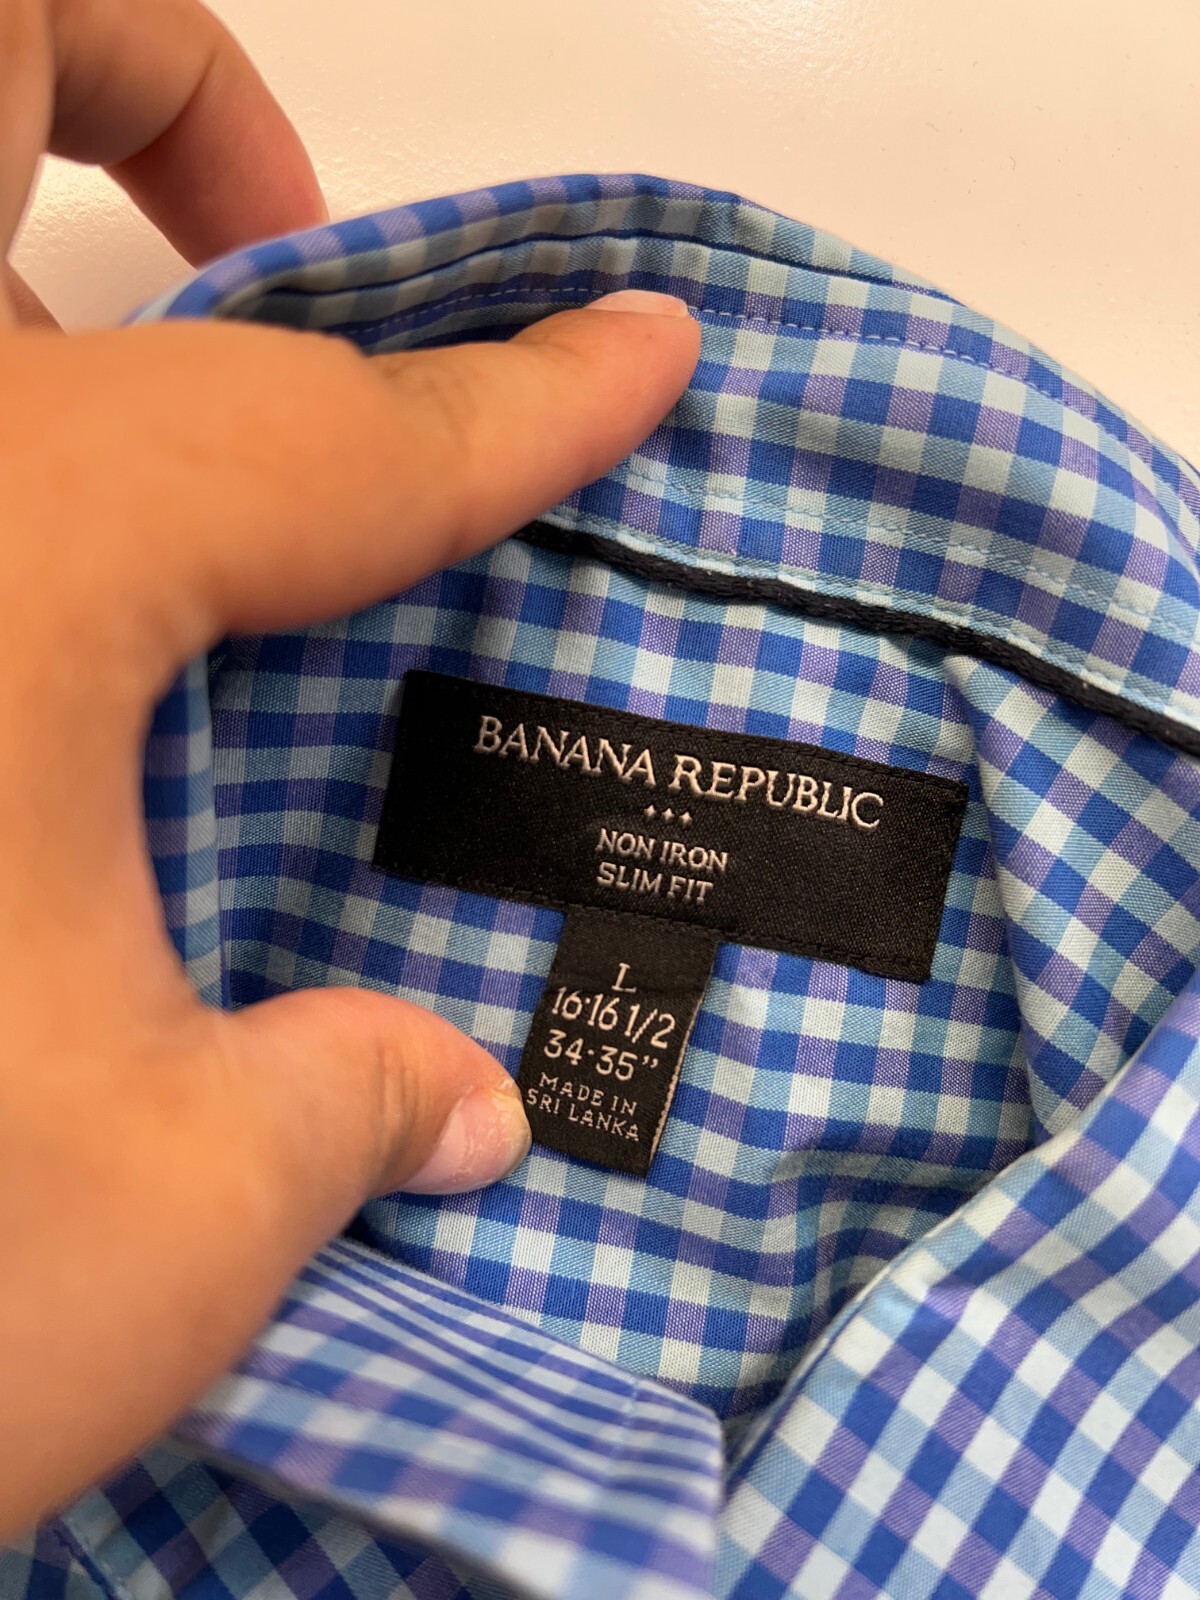 BANANA REPUBLIC
NON IRON
SLIM FIT
L
16·16 1/2
34·35”
MADE IN
SRI LANKA